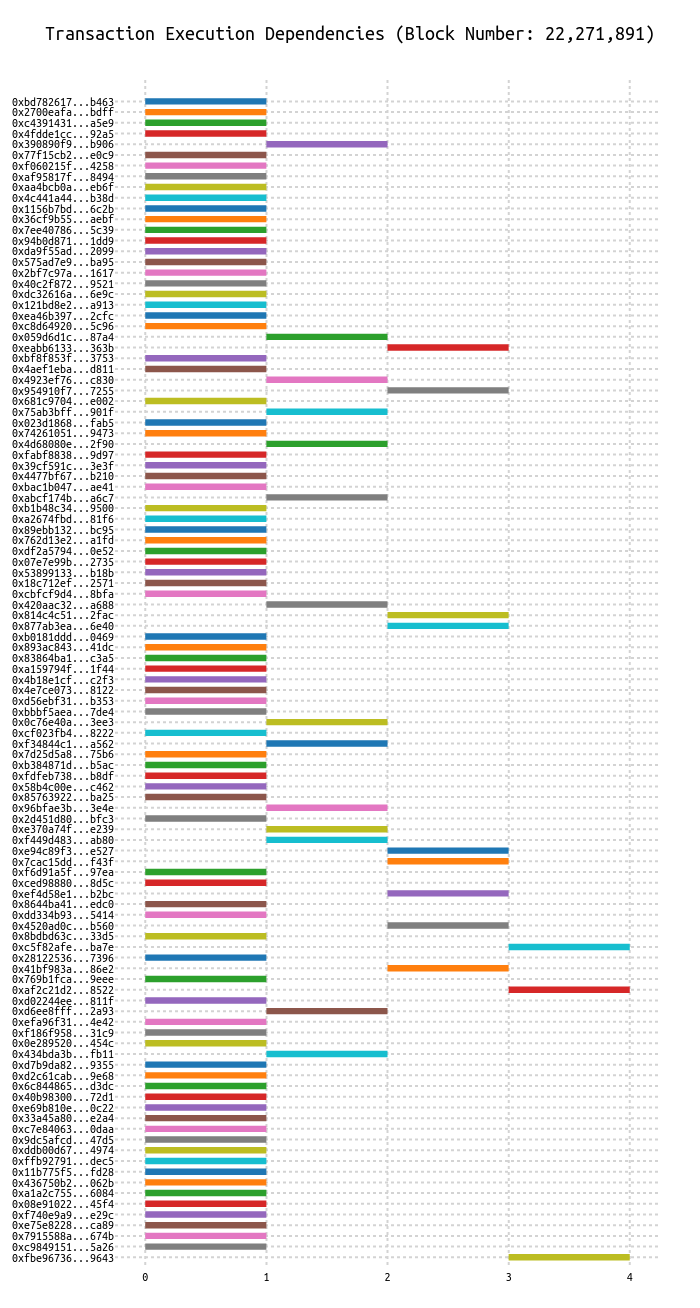 Transaction Execution Dependencies (Block Number: 22,271,891)
0xbd782617...b463
0x2700eafa...bdff
0xc4391431...a5e9
0x4fdde1cc...92a5
0x390890f9...b906
0x77f15cb2...e0c9
0xf060215f...4258
0xaf95817f...8494
0xaa4bcb0a...eb6f
0x4c441a44...b38d
0x1156b7bd...6c2b
0x36cf9b55...aebf
0x7ee40786...5c39
0x94b0d871...1dd9
0xda9f55ad...2099
0x575ad7e9...ba95
0x2bf7c97a...1617
0x40c2f872...9521
0xdc32616a...6e9c
0x121bd8e2...a913
0xea46b397...2cfc
0xc8d64920...5c96
0x059d6d1c...87a4
0xeabb6133...363b
0xbf8f853f...3753
0x4aef1eba...d811
0x4923ef76...c830
0x954910f7...7255
0x681c9704...e002
0x75ab3bff...901f
0x023d1868...fab5
0x74261051...9473
0x4d68080e...2f90
0xfabf8838...9d97
0x39cf591c...3e3f
0x4477bf67...b210
0xbac1b047...ae41
0xabcf174b...a6c7
0xb1b48c34...9500
0xa2674fbd...81f6
0x89ebb132...bc95
0x762d13e2...a1fd
0xdf2a5794...0e52
0x07e7e99b...2735
0x53899133...b18b
0x18c712ef...2571
0xcbfcf9d4...8bfa
0x420aac32...a688
0x814c4c51...2fac
0x877ab3ea...6e40
0xb0181ddd...0469
0x893ac843...41dc
0x83864ba1...c3a5
0xa159794f...1f44
0x4b18e1cf...c2f3
0x4e7ce073...8122
0xd56ebf31...b353
0xbbbf5aea...7de4
0x0c76e40a...3ee3
0xcf023fb4...8222
0xf34844c1...a562
0x7d25d5a8...75b6
0xb384871d...b5ac
0xfdfeb738...b8df
0x58b4c00e...c462
0x85763922...ba25
0x96bfae3b...3e4e
0x2d451d80...bfc3
0xe370a74f...e239
0xf449d483...ab80
0xe94c89f3...e527
0x7cac15dd...f43f
0xf6d91a5f...97ea
0xced98880...8d5c
0xef4d58e1...b2bc
0x8644ba41...edc0
0xdd334b93...5414
0x4520ad0c...b560
0x8bdbd63c...33d5
0xc5f82afe...ba7e
0x28122536...7396
0x41bf983a...86e2
0x769b1fca...9eee
0xaf2c21d2...8522
0xd02244ee...811f
0xd6ee8fff...2a93
0xefa96f31...4e42
0xf186f958...31c9
0x0e289520...454c
0x434bda3b...fb11
0xd7b9da82...9355
0xd2c61cab...9e68
0x6c844865...d3dc
0x40b98300...72d1
0xe69b810e...0c22
0x33a45a80...e2a4
0xc7e84063...0daa
0x9dc5afcd...47d5
0xddb00d67...4974
0xffb92791...dec5
0x11b775f5...fd28
0x436750b2...062b
0xa1a2c755...6084
0x08e91022...45f4
0xf740e9a9...e29c
0xe75e8228...ca89
0x7915588a...674b
0xc9849151...5a26
0xfbe96736...9643
0 1 2 3 4